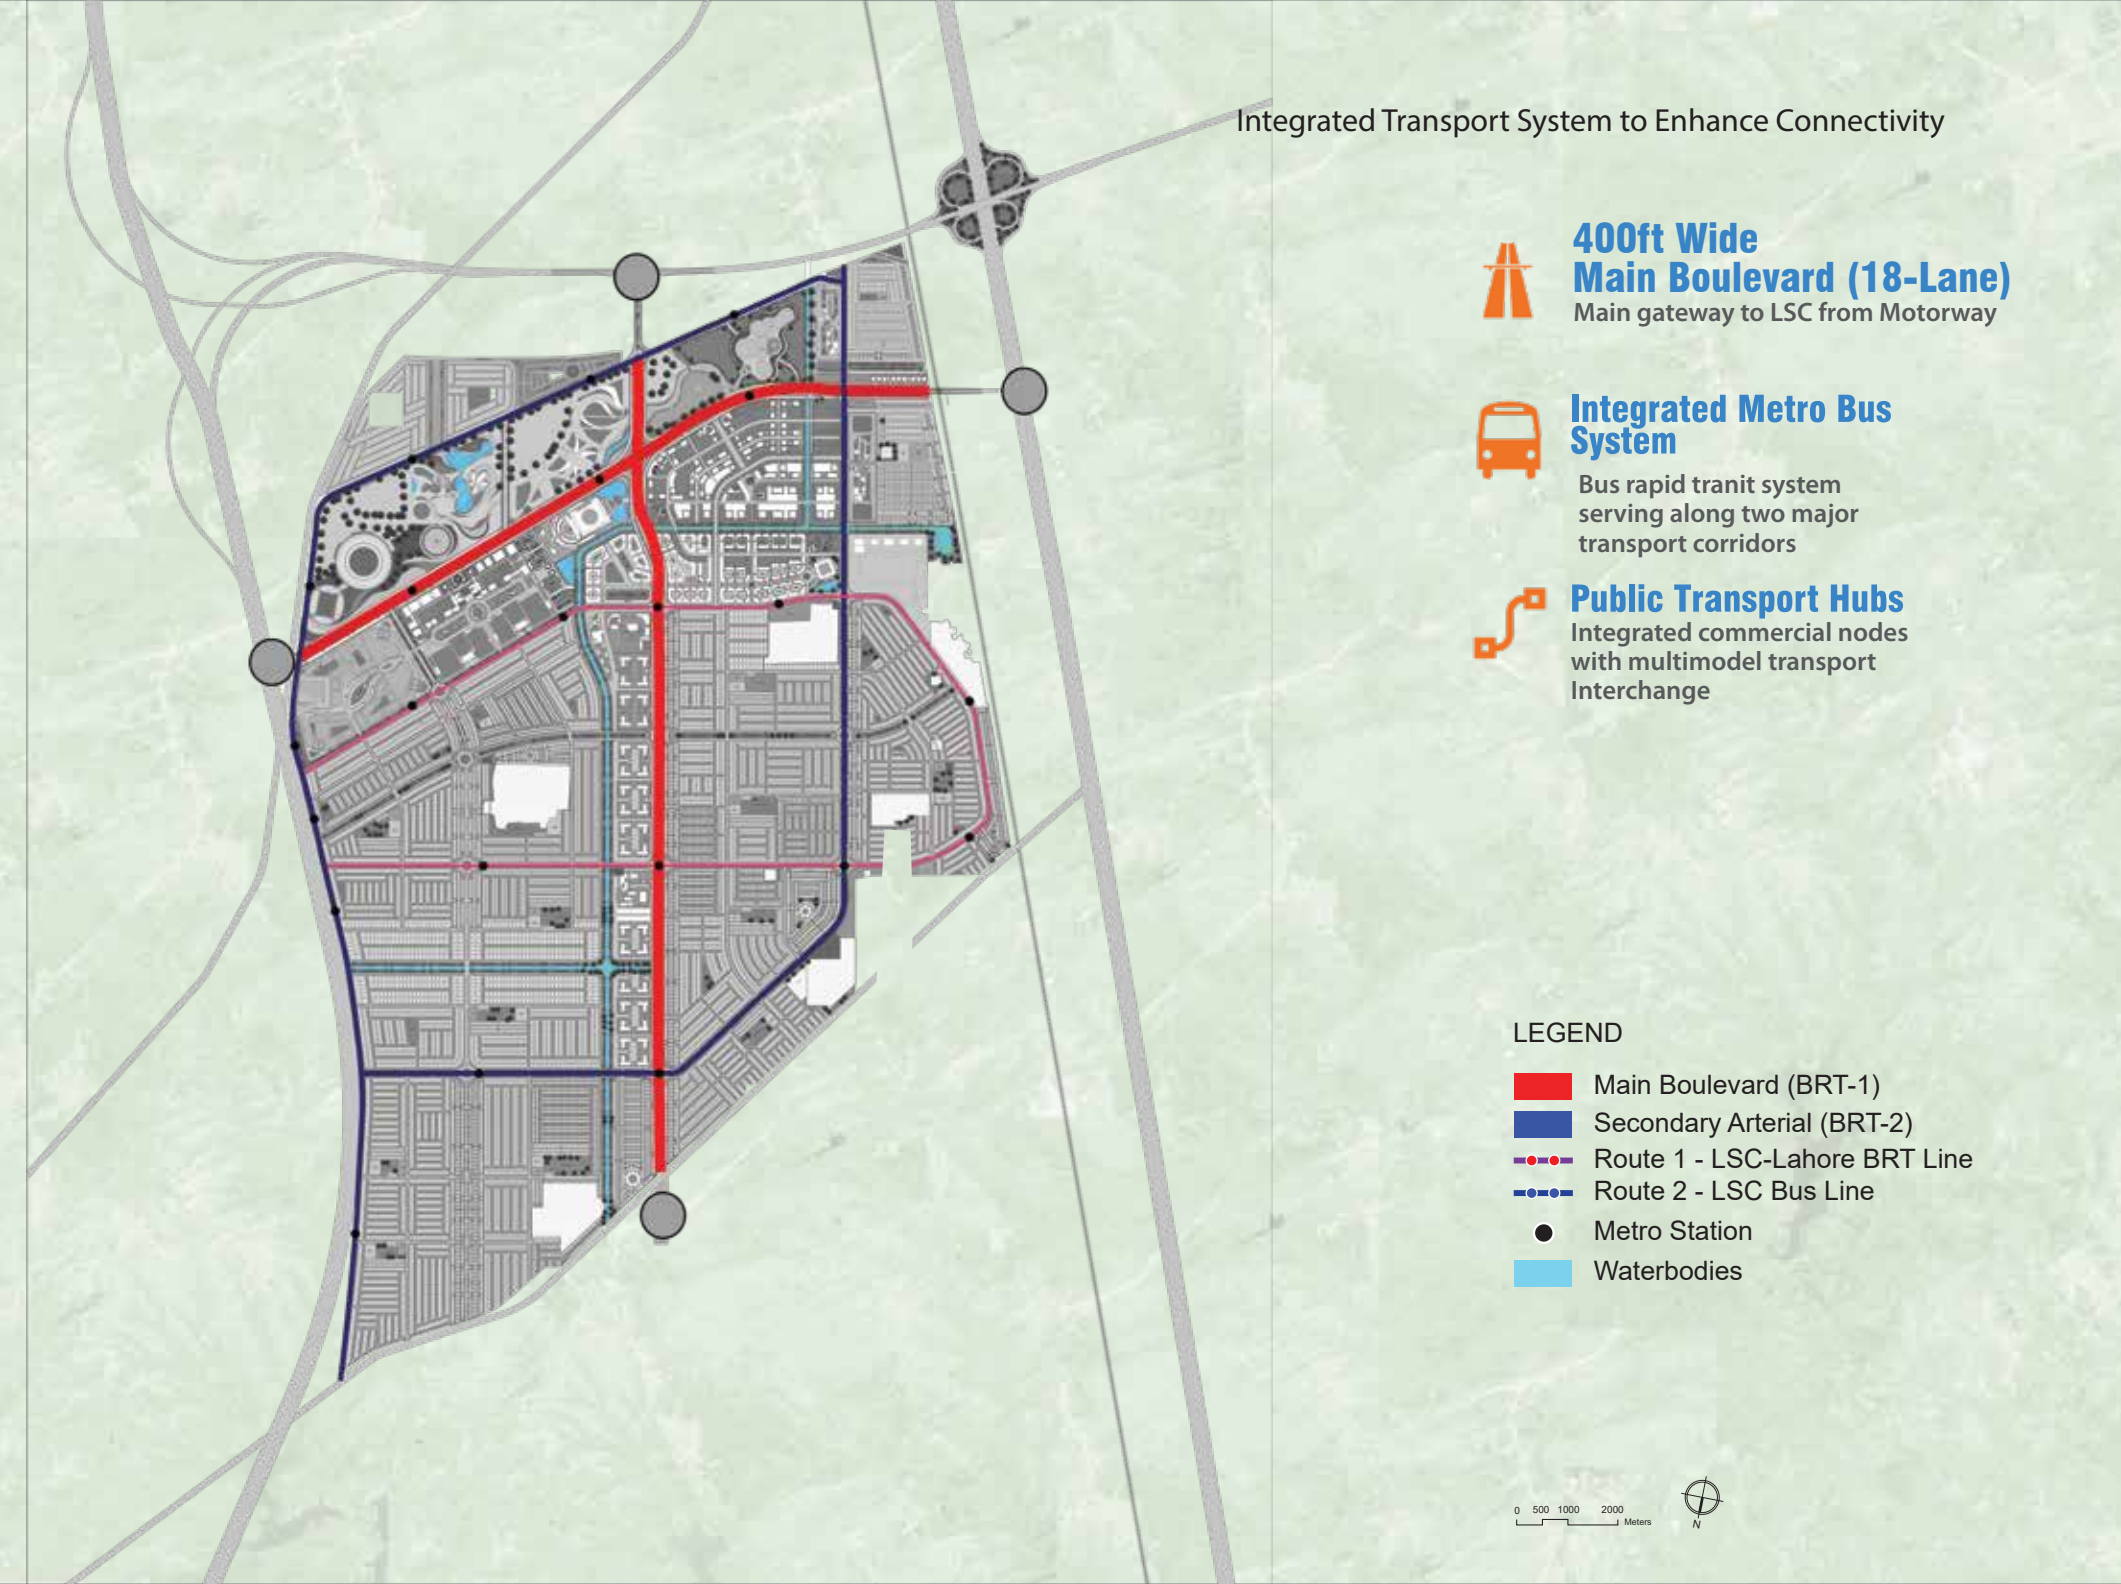 Integrated Transport System to Enhance Connectivity
400ft Wide
Main Boulevard (18-Lane)
Main gateway to LSC from Motorway
Integrated Metro Bus
System
Bus rapid tranit system
serving along two major
transport corridors
Public Transport Hubs
Integrated commercial nodes
with multimodel transport
Interchange
LEGEND
Main Boulevard (BRT-1)
Secondary Arterial (BRT-2)
Route 1 - LSC-Lahore BRT Line
Route 2 - LSC Bus Line
Metro Station
Waterbodies
0 500 1000 2000
Meters
N